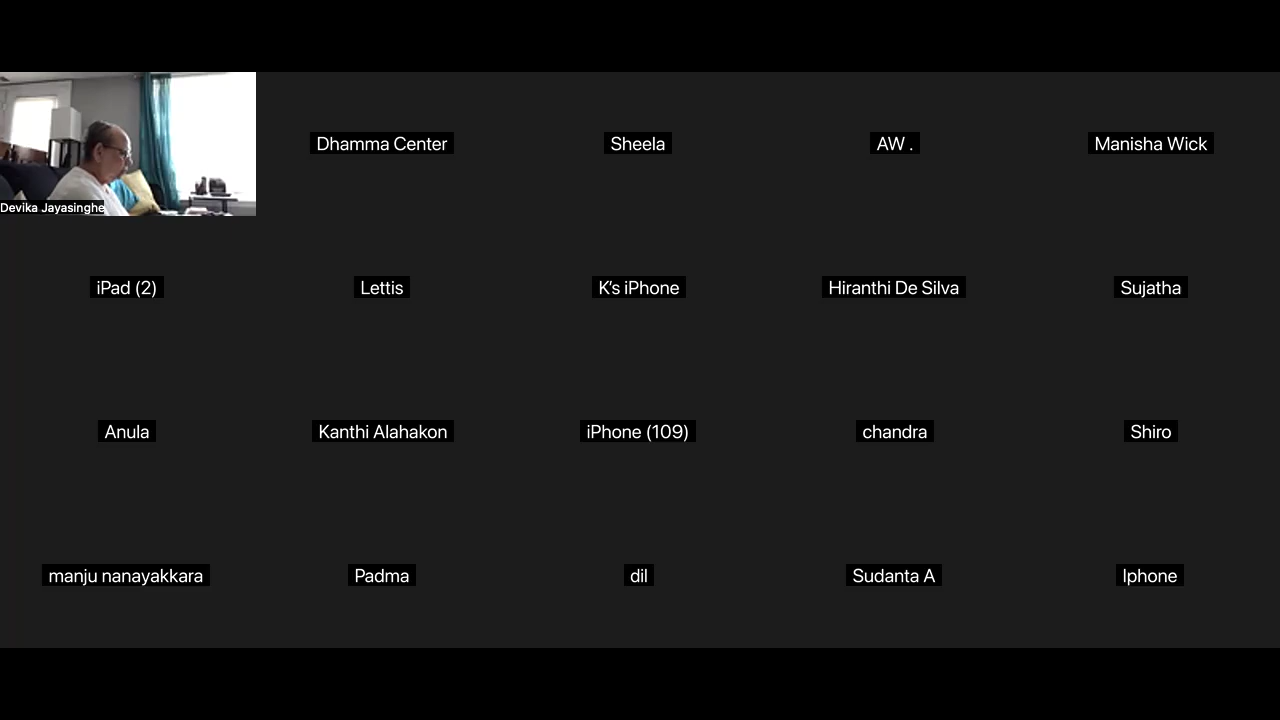 Devika Jayasinghe
Dhamma Center
Sheela
AW .
Manisha Wick
iPad (2)
Lettis
K's iPhone
Hiranthi De Silva
Sujatha
Anula
Kanthi Alahakon
iPhone (109)
chandra
Shiro
manju nanayakkara
Padma
dil
Sudanta A
Iphone